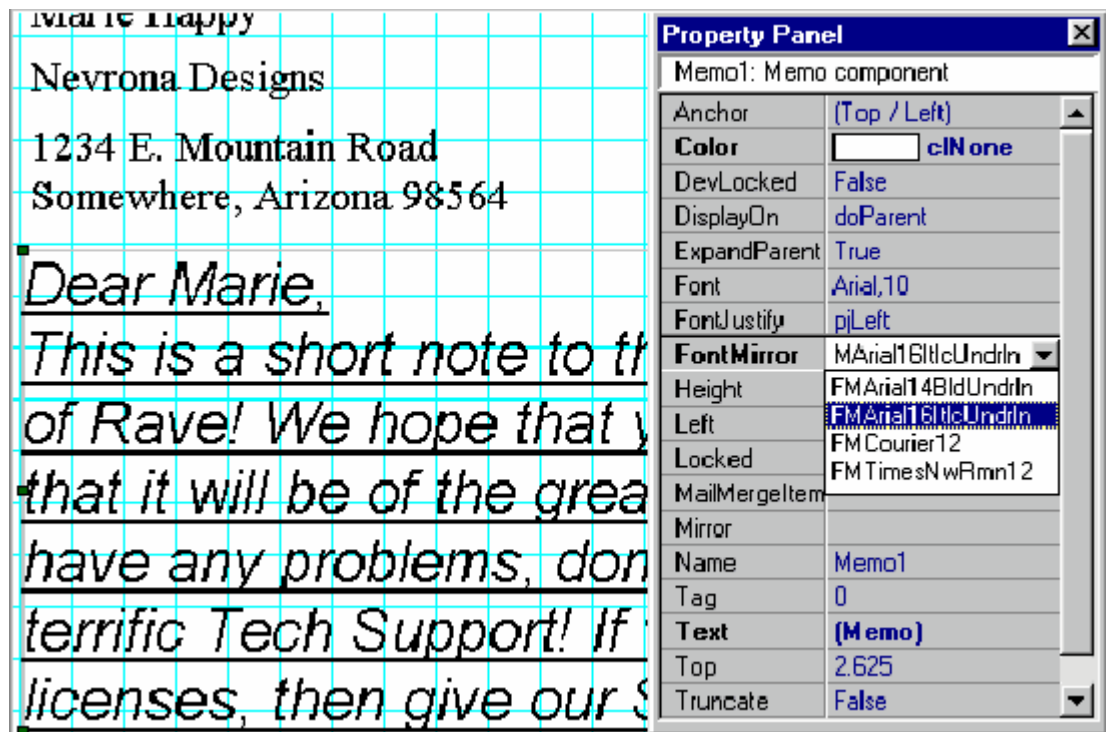 Marie Happy
Nevrona Designs
1234 E. Mountain Road
Somewhere, Arizona 98564
Dear Marie,
This is a short note to th
of Rave! We hope that y
that it will be of the grea
have any problems, don
terrific Tech Support! If
licenses, then give our S
Property Panel
Memo1: Memo component
Anchor (Top / Left)
Color clNone
DevLocked False
DisplayOn doParent
ExpandParent True
Font Arial,10
FontJustify pjLeft
FontMirror MArial16ItlcUndrln
Height FMArial14BldUndrln
Left FMArial16ItlcUndrln
Locked FMCourier12
MailMergeItem FMTimesNwRmn12
Mirror
Name Memo1
Tag 0
Text (Memo)
Top 2.625
Truncate False